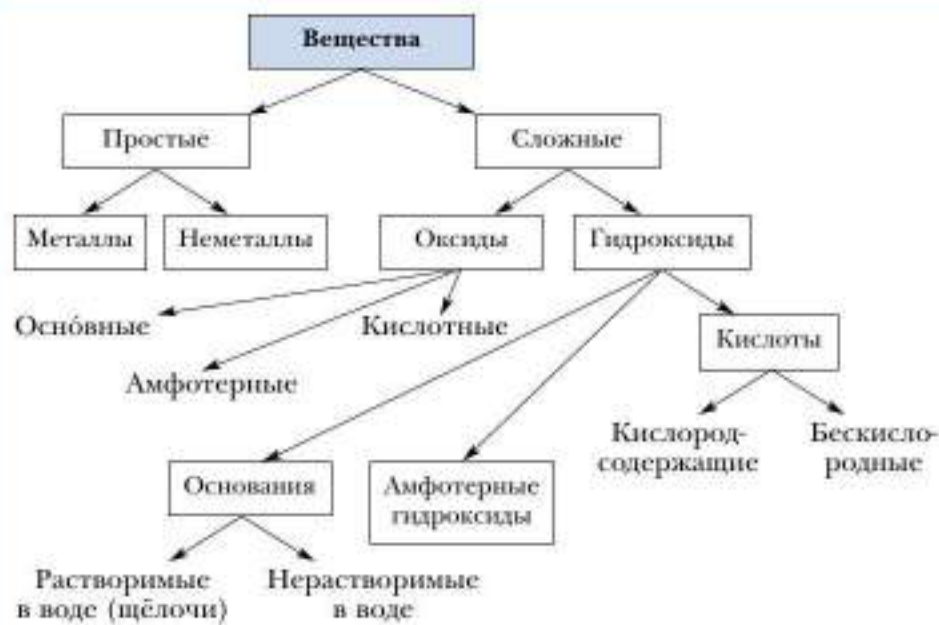 Вещества
Простые
Сложные
Металлы
Неметаллы
Оксиды
Гидроксиды
Осно́вные
Кислотные
Амфотерные
Кислоты
Кислород-
содержащие
Бескисло-
родные
Основания
Амфотерные
гидроксиды
Растворимые
в воде (щёлочи)
Нерастворимые
в воде